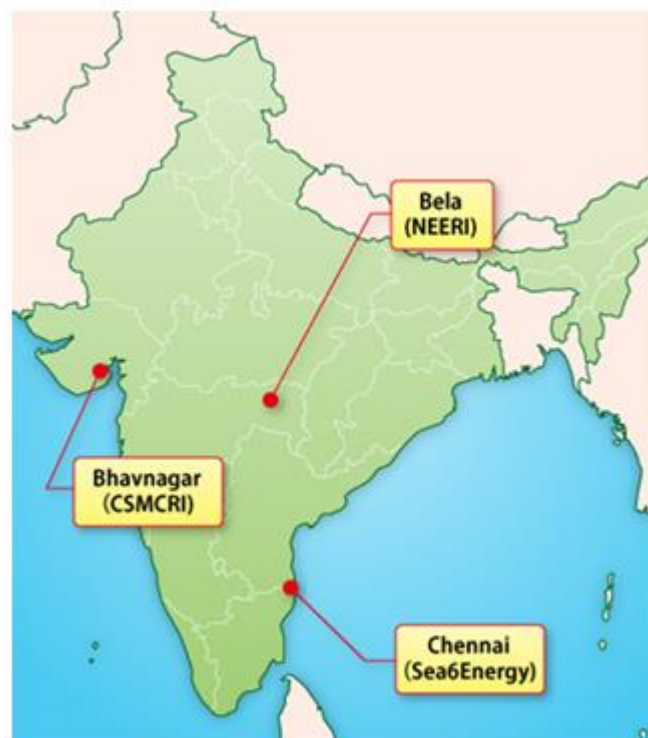 Bela
(NEERI)
Bhavnagar
(CSMCRI)
Chennai
(Sea6Energy)